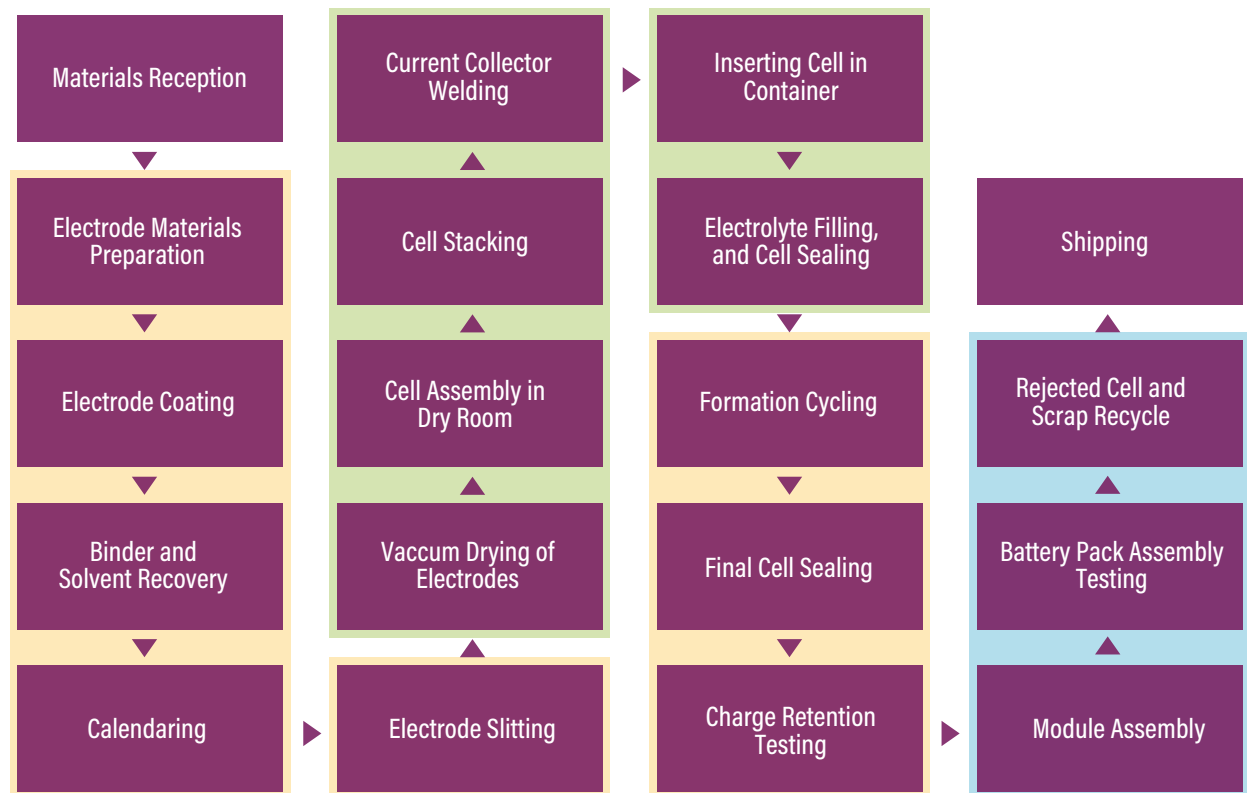 Materials Reception
Electrode Materials
Preparation
Electrode Coating
Binder and
Solvent Recovery
Calendaring
Electrode Slitting
Vaccum Drying of
Electrodes
Cell Assembly in
Dry Room
Cell Stacking
Current Collector
Welding
Inserting Cell in
Container
Electrolyte Filling,
and Cell Sealing
Formation Cycling
Final Cell Sealing
Charge Retention
Testing
Module Assembly
Battery Pack Assembly
Testing
Rejected Cell and
Scrap Recycle
Shipping